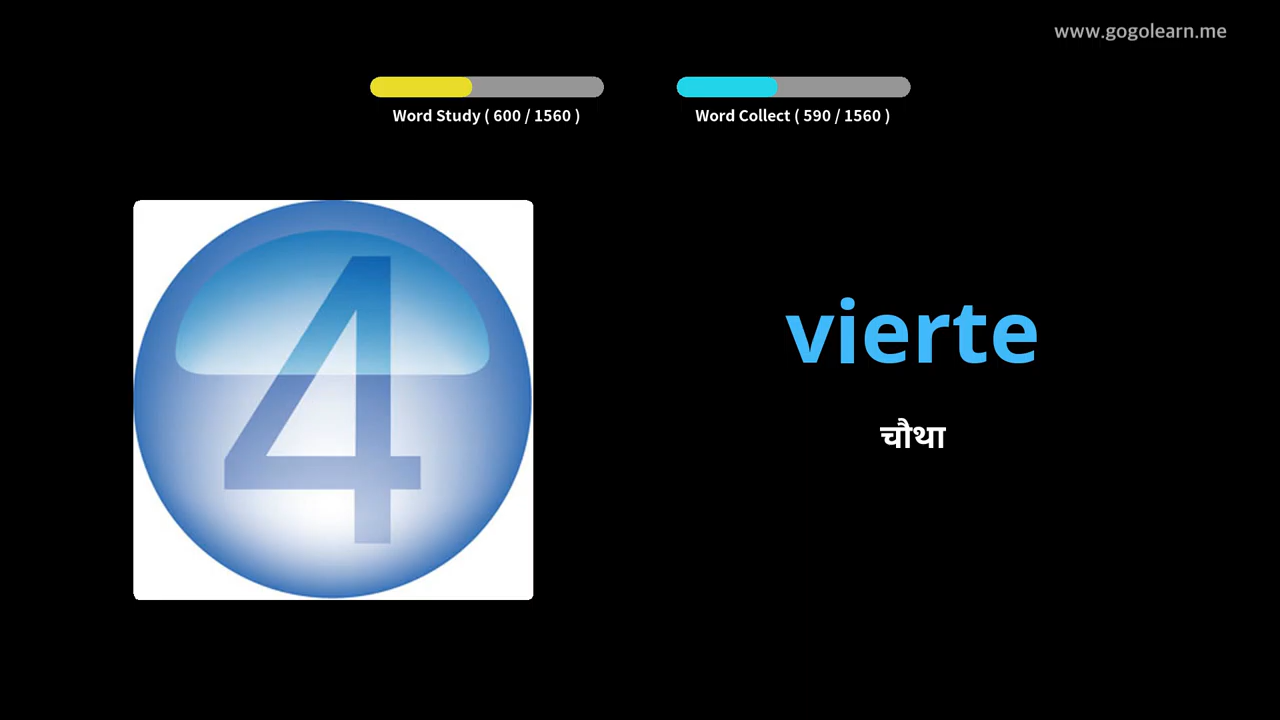 www.gogolearn.me
Word Study ( 600 / 1560 )
Word Collect ( 590 / 1560 )
4
vierte
चौथा